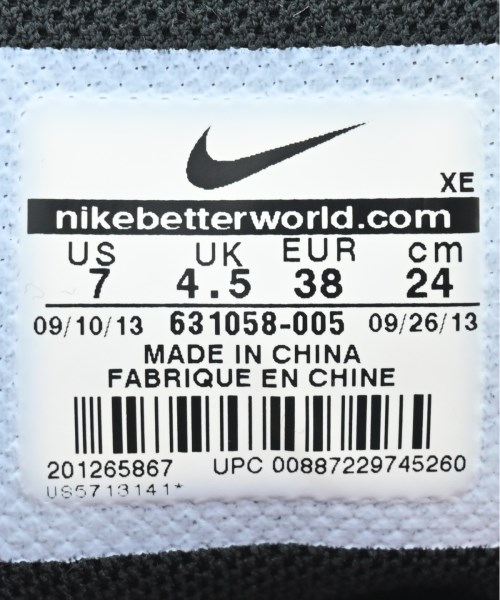 XE
nikebetterworld.com
US UK EUR cm
7 4.5 38 24
09/10/13 631058-005 09/26/13
MADE IN CHINA
FABRIQUE EN CHINE
201265867 UPC 00887229745260
US5713141*